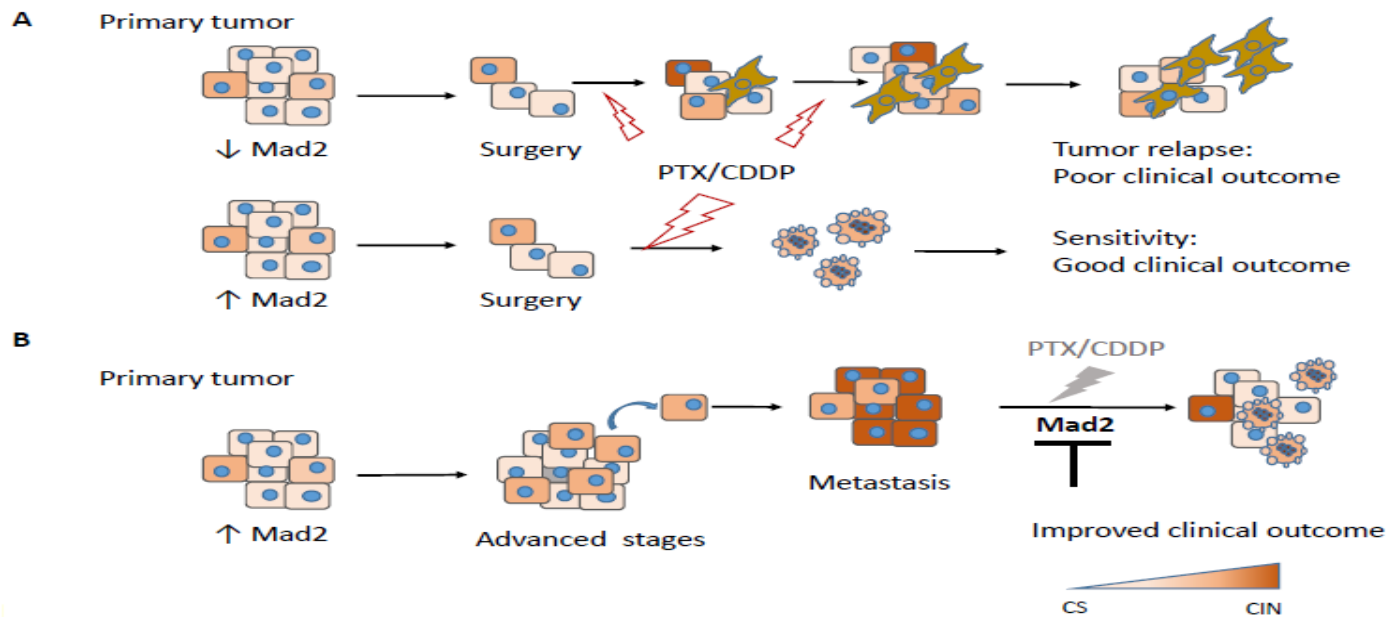 A
Primary tumor
↓ Mad2
Surgery
PTX/CDDP
Tumor relapse:
Poor clinical outcome
↑ Mad2
Surgery
Sensitivity:
Good clinical outcome
B
Primary tumor
↑ Mad2
Advanced stages
Metastasis
PTX/CDDP
Mad2
Improved clinical outcome
CS
CIN